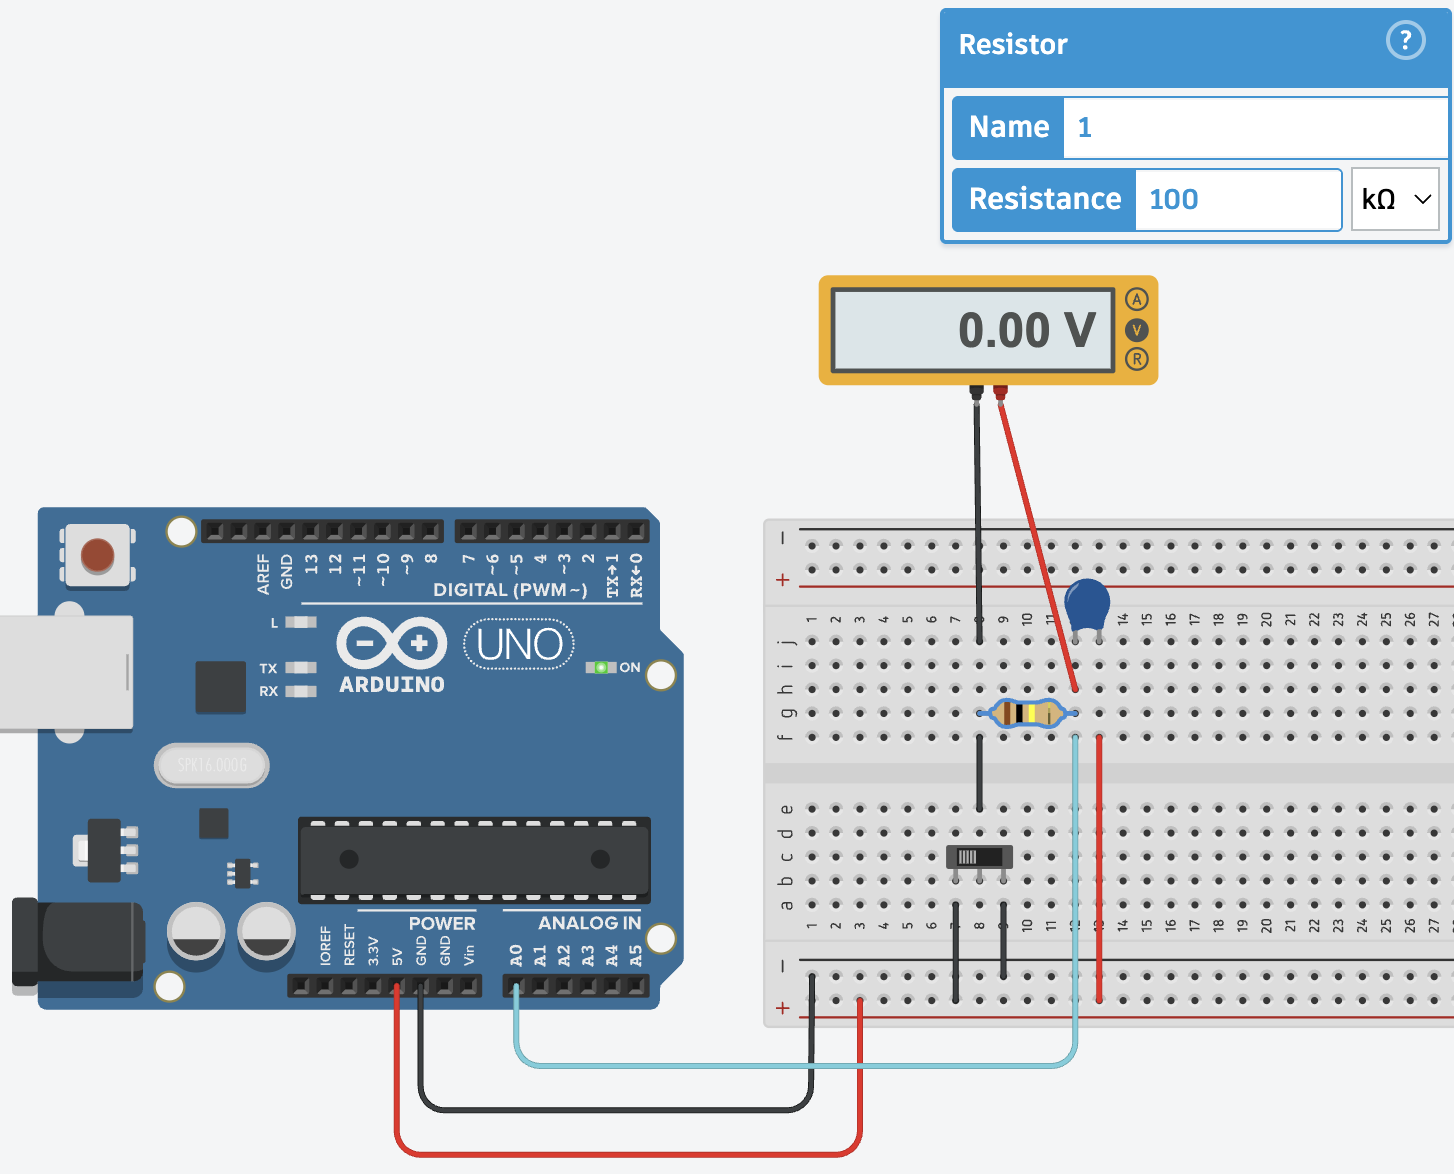 Resistor
?
Name 1
Resistance 100 kΩ
0.00 V
A
V
R
AREF GND 13 12 ~11 ~10 ~9 8 7 ~6 ~5 4 ~3 2 TX→1 RX←0
DIGITAL (PWM~)
L
TX
RX
ARDUINO
UNO
ON
SPK16.000G
POWER
ANALOG IN
IOREF RESET 3.3V 5V GND GND Vin A0 A1 A2 A3 A4 A5
−
+
1 2 3 4 5 6 7 8 9 10 11 14 15 16 17 18 19 20 21 22 23 24 25 26 27
j
i
h
g
f
e
d
c
b
a
1 2 3 4 5 6 7 8 9 10 11 12 13 14 15 16 17 18 19 20 21 22 23 24 25 26 27
−
+